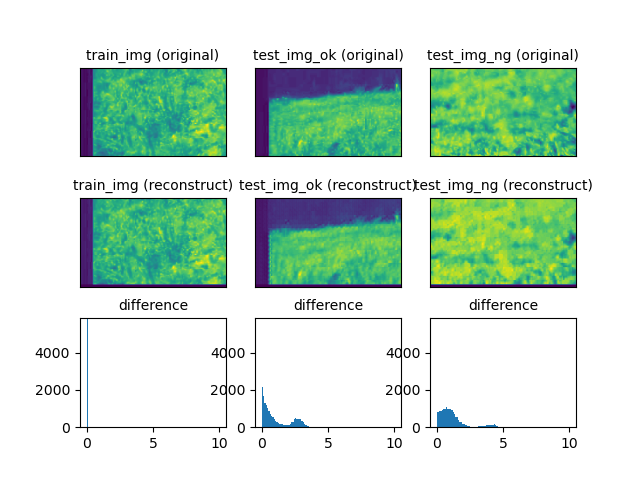 train_img (original) test_img_ok (original) test_img_ng (original)
train_img (reconstruct) test_img_ok (reconstruct) test_img_ng (reconstruct)
difference difference difference
4000 4000 4000
2000 2000 2000
0 0 0
0 5 10 0 5 10 0 5 10